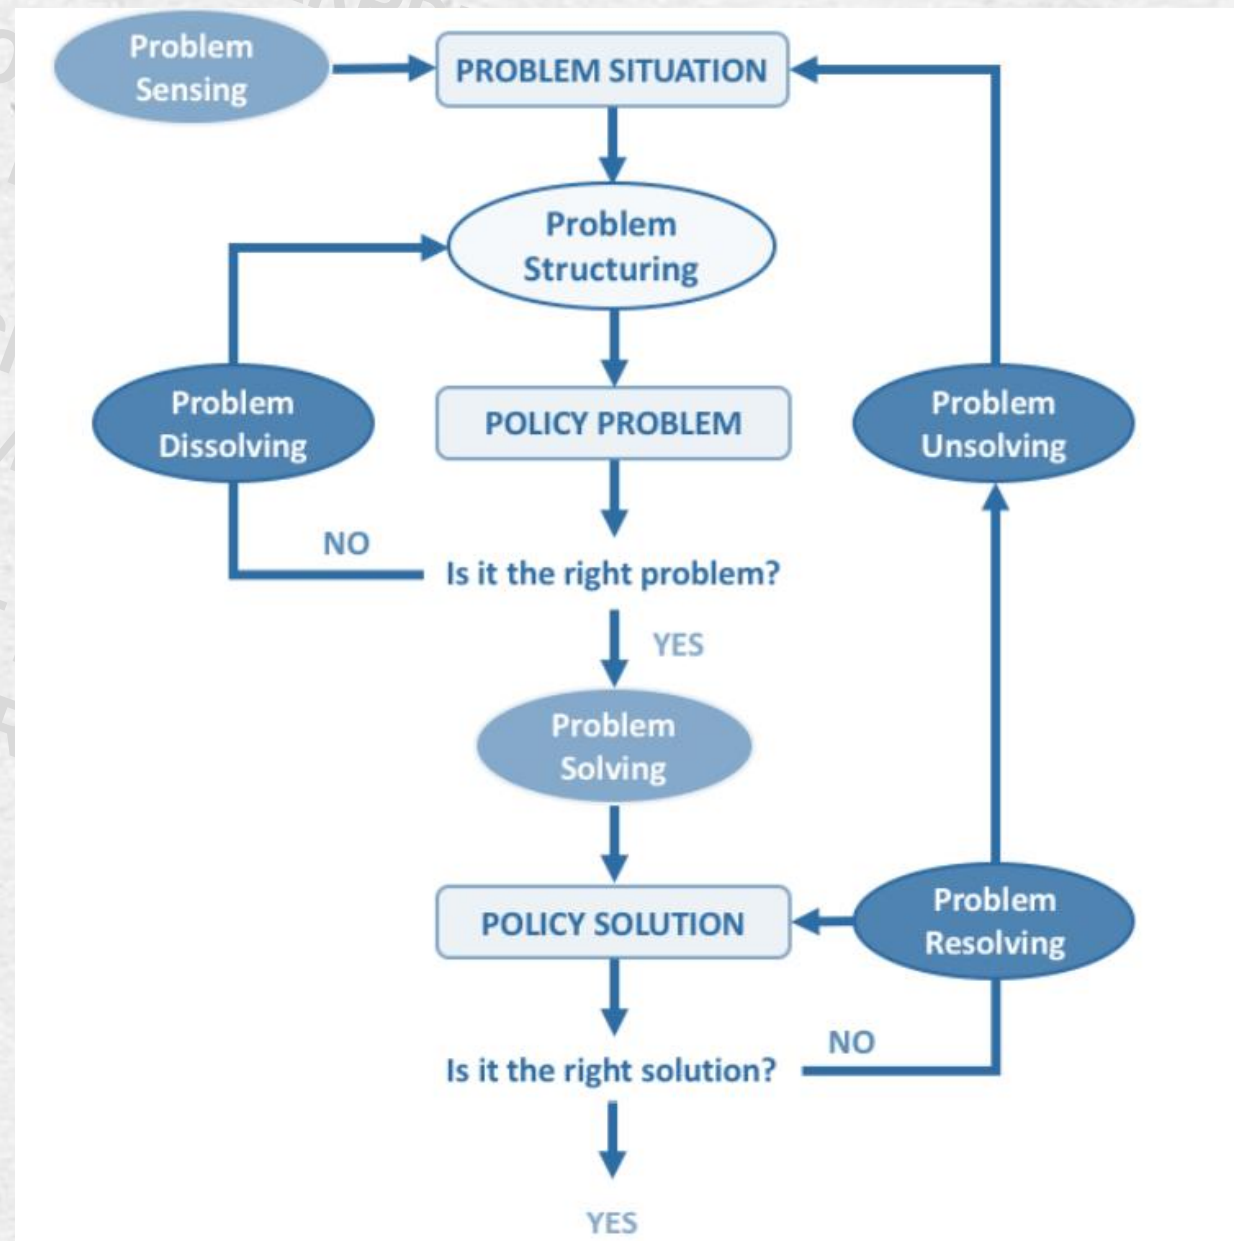 Problem
Sensing
PROBLEM SITUATION
Problem
Structuring
Problem
Dissolving
POLICY PROBLEM
Problem
Unsolving
NO
Is it the right problem?
YES
Problem
Solving
POLICY SOLUTION
Problem
Resolving
NO
Is it the right solution?
YES